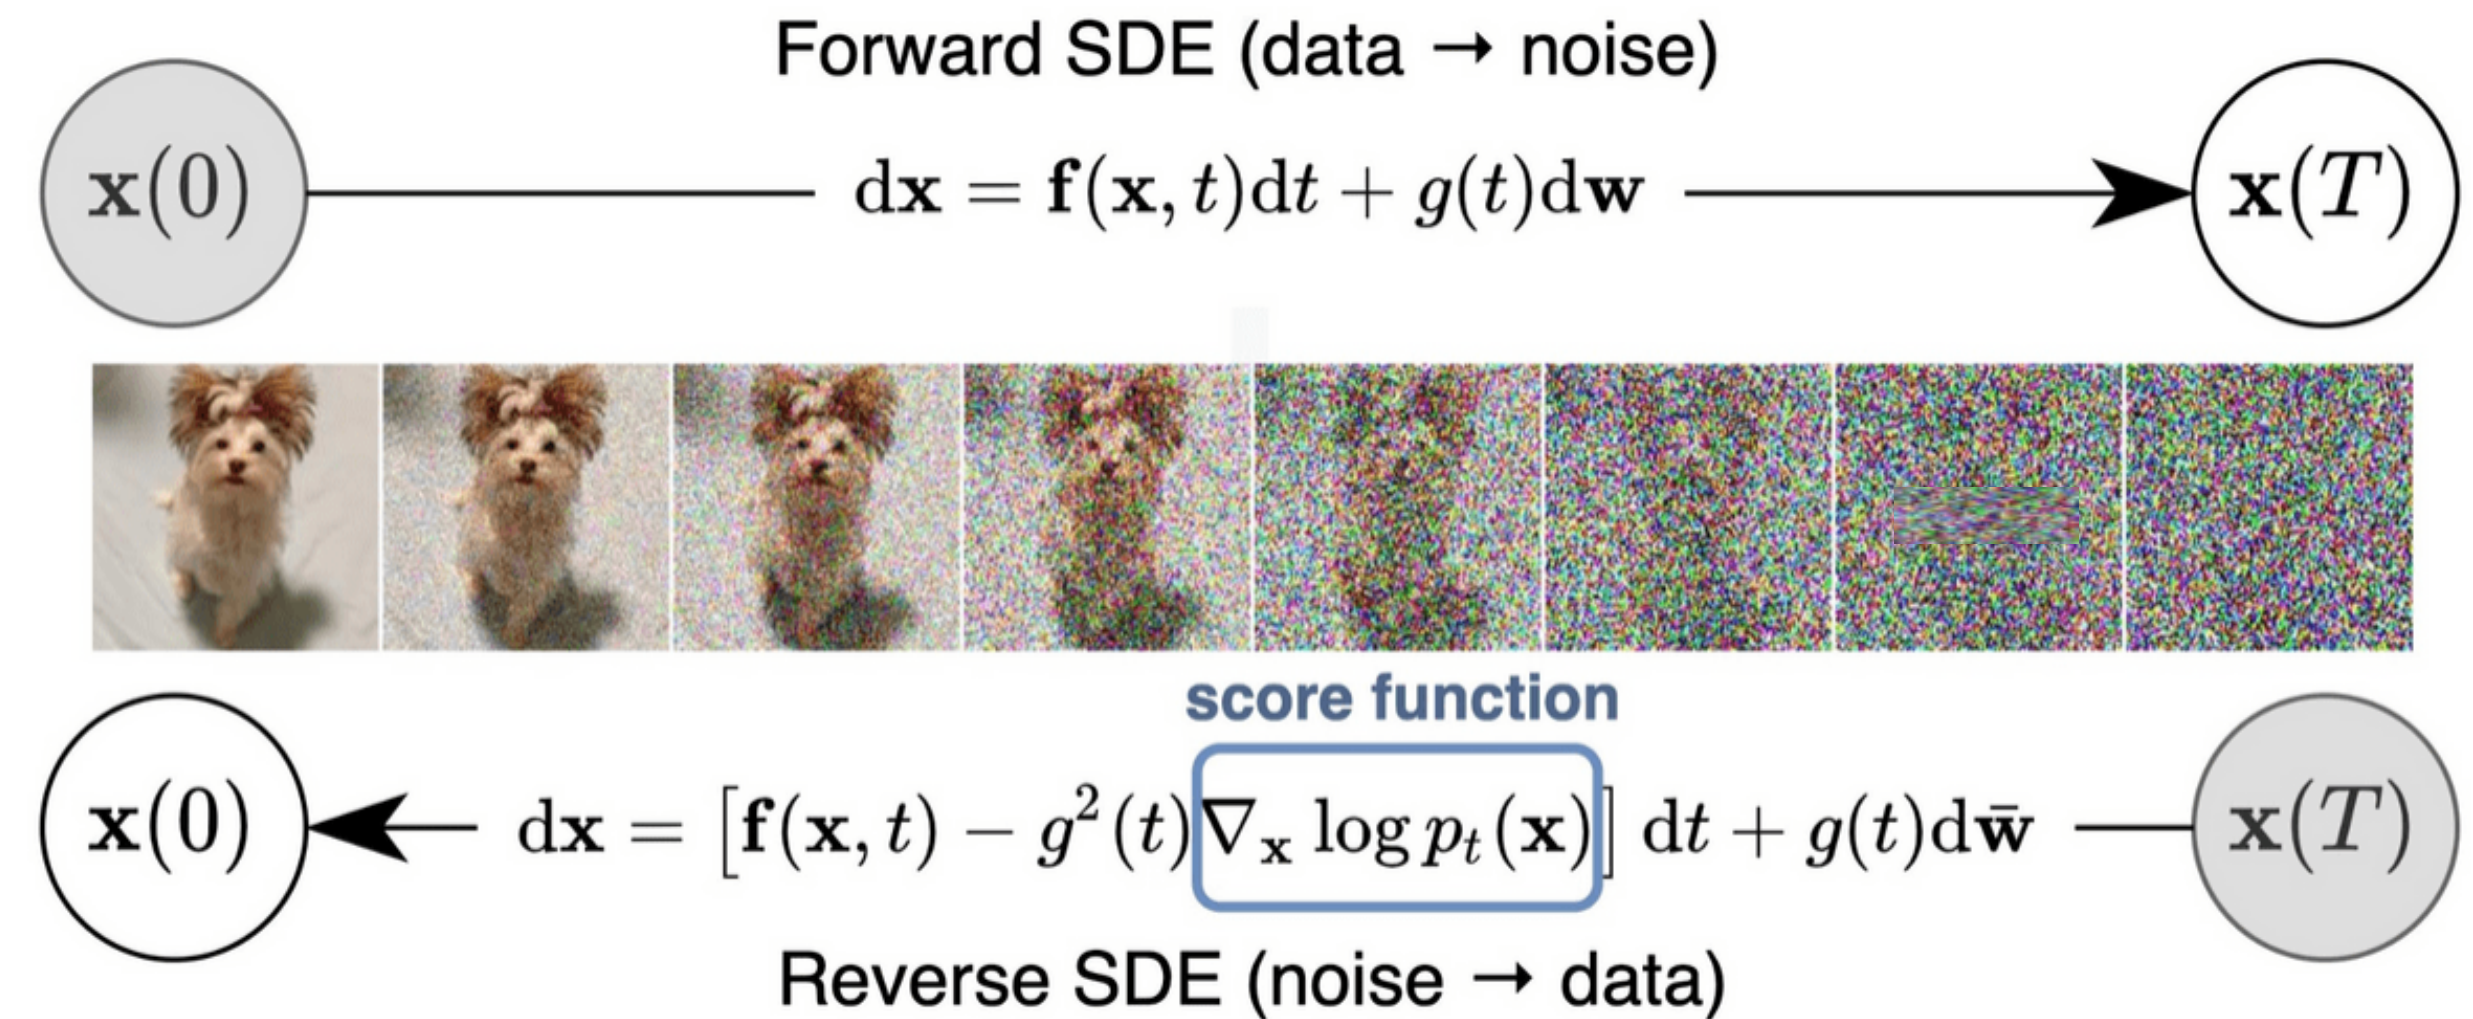 Forward SDE (data → noise)
x(0) dx = f(x, t)dt + g(t)dw x(T)
score function
x(0) dx = [f(x, t) − g²(t)∇ₓ log pₜ(x)] dt + g(t)dw̄ x(T)
Reverse SDE (noise → data)